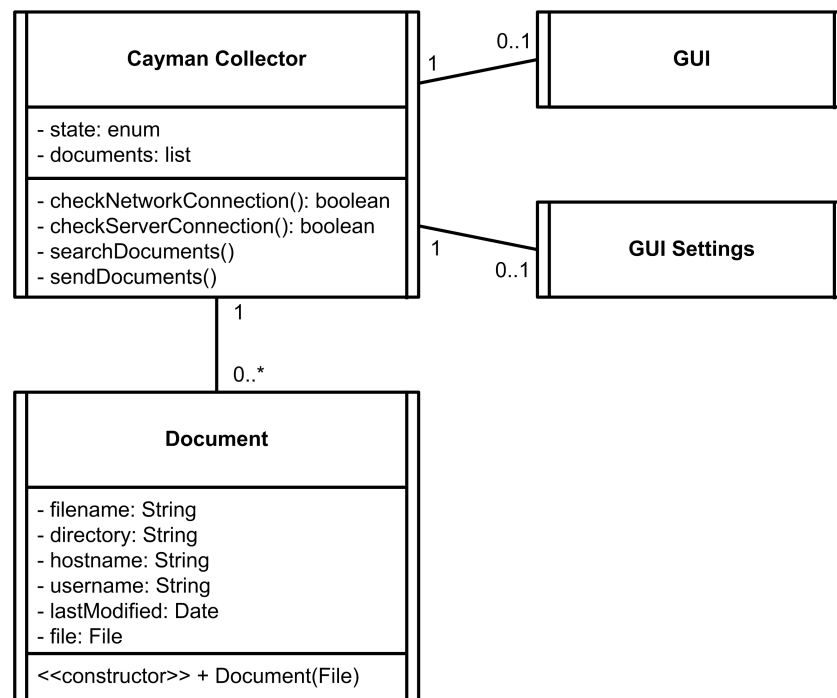 Cayman Collector
- state: enum
- documents: list
- checkNetworkConnection(): boolean
- checkServerConnection(): boolean
- searchDocuments()
- sendDocuments()
1
0..1
GUI
1
0..1
GUI Settings
1
0..*
Document
- filename: String
- directory: String
- hostname: String
- username: String
- lastModified: Date
- file: File
<<constructor>> + Document(File)